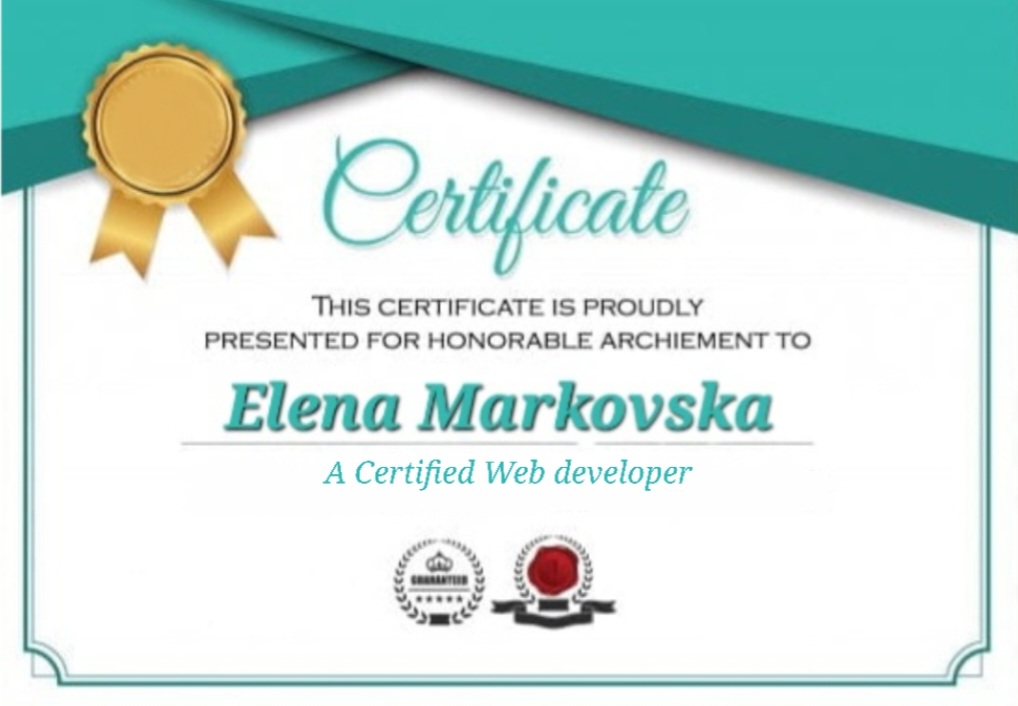 Certificate
THIS CERTIFICATE IS PROUDLY
PRESENTED FOR HONORABLE ARCHIEMENT TO
Elena Markovska
A Certified Web developer
GUARANTEED